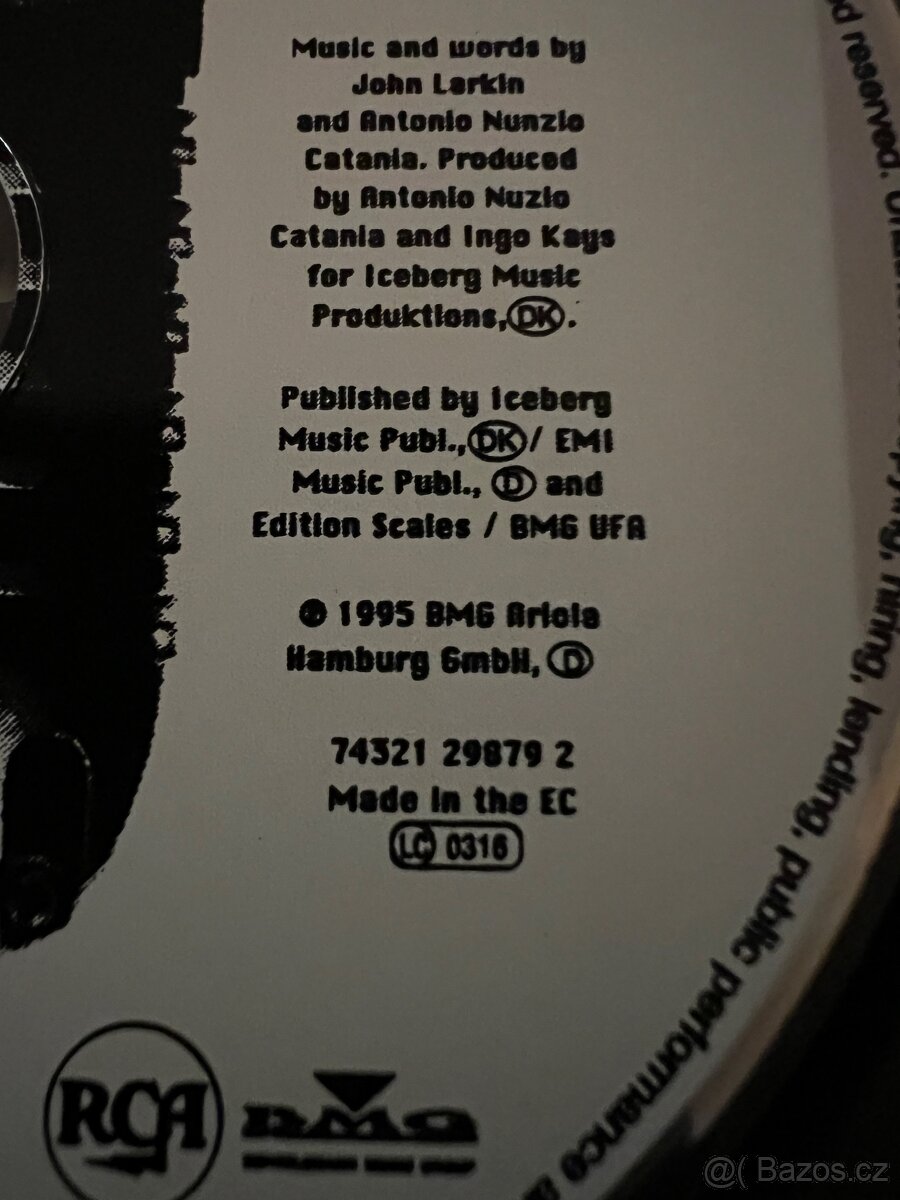 Music and words by
John Larkin
and Antonio Nunzio
Catania. Produced
by Antonio Nuzio
Catania and Ingo Kays
for Iceberg Music
Produktions, DK.
Published by Iceberg
Music Publ., DK / EMI
Music Publ., D and
Edition Scales / BMG UFA
℗ 1995 BMG Ariola
Hamburg GmbH, D
74321 29879 2
Made in the EC
LC 0316
RCA
BMG
reserved.
hiring, lending, public performance
@( Bazos.cz